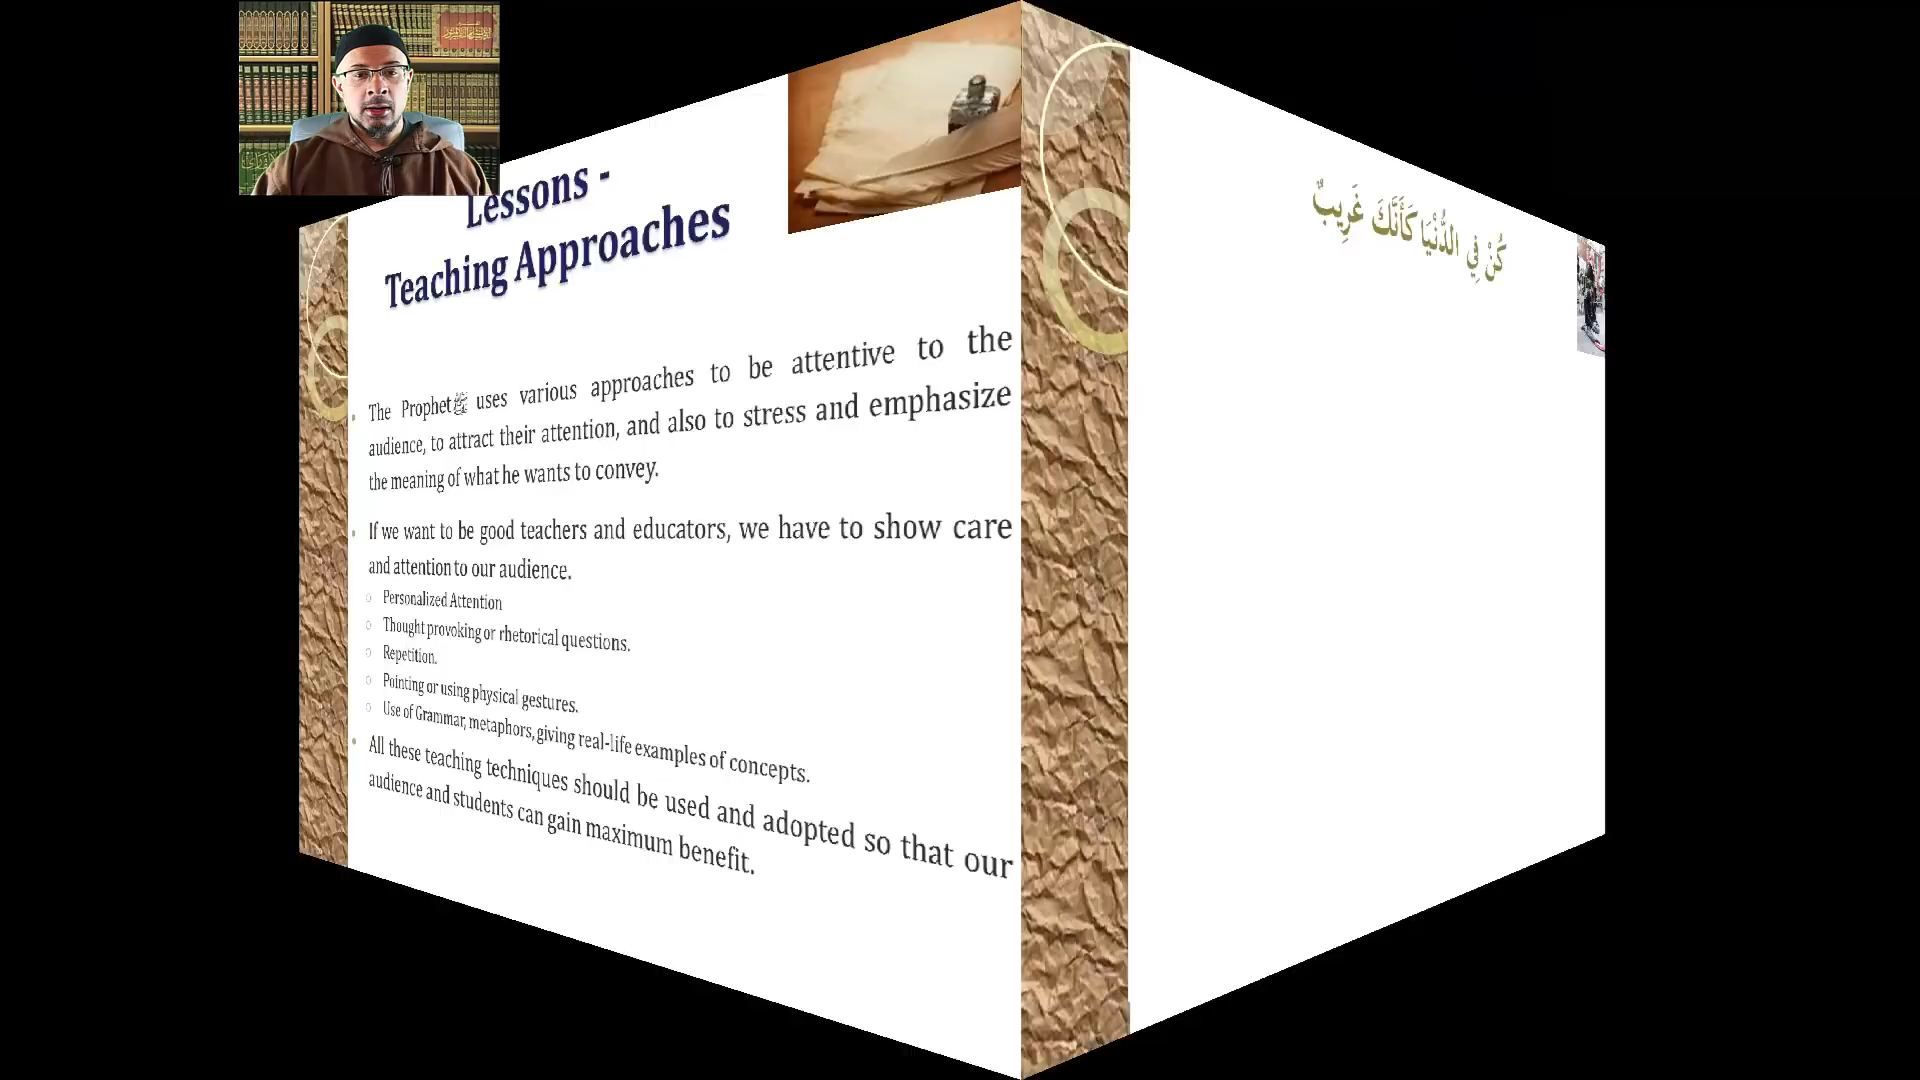 Lessons -
Teaching Approaches
The Prophetﷺ uses various approaches to be attentive to the
audience, to attract their attention, and also to stress and emphasize
the meaning of what he wants to convey.
If we want to be good teachers and educators, we have to show care
and attention to our audience.
Personalized Attention
Thought provoking or rhetorical questions.
Repetition.
Pointing or using physical gestures.
Use of Grammar, metaphors, giving real-life examples of concepts.
All these teaching techniques should be used and adopted so that our
audience and students can gain maximum benefit.
كُنْ فِي الدُّنْيَا كَأَنَّكَ غَرِيبٌ